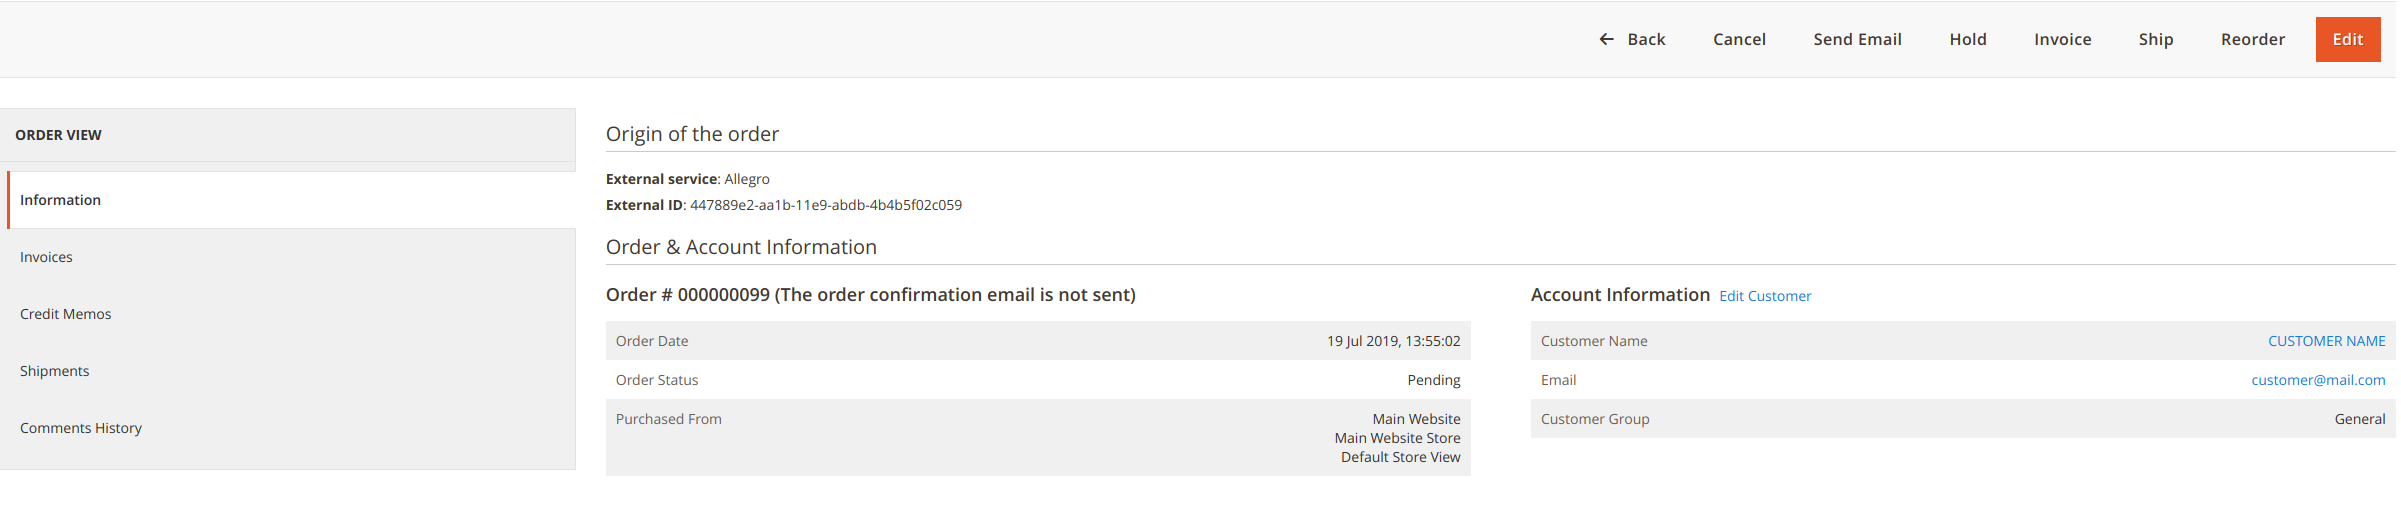 ← Back Cancel Send Email Hold Invoice Ship Reorder Edit
ORDER VIEW
Information
Invoices
Credit Memos
Shipments
Comments History
Origin of the order
External service: Allegro
External ID: 447889e2-aa1b-11e9-abdb-4b4b5f02c059
Order & Account Information
Order # 000000099 (The order confirmation email is not sent)
Order Date 19 Jul 2019, 13:55:02
Order Status Pending
Purchased From Main Website
Main Website Store
Default Store View
Account Information Edit Customer
Customer Name CUSTOMER NAME
Email customer@mail.com
Customer Group General